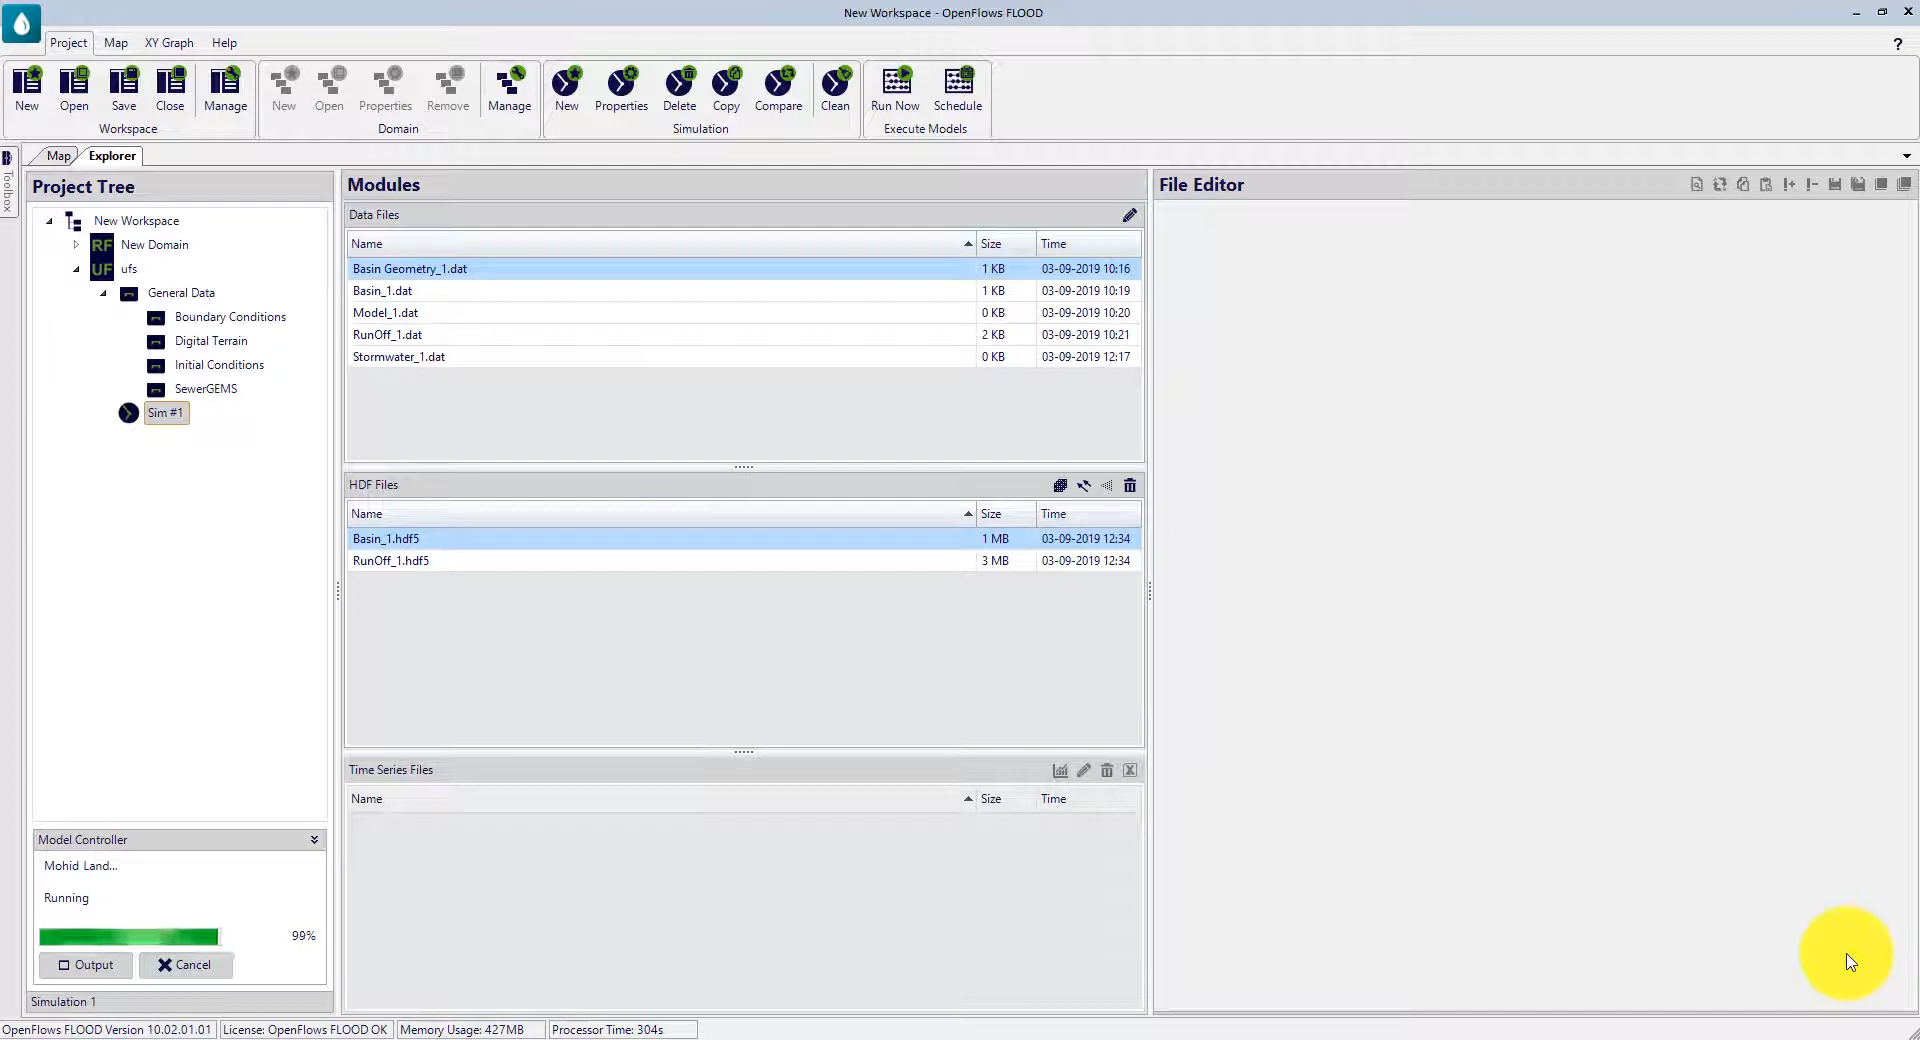 New Workspace - OpenFlows FLOOD
Project Map XY Graph Help
?
New Open Save Close Manage New Open Properties Remove Manage New Properties Delete Copy Compare Clean Run Now Schedule
Workspace Domain Simulation Execute Models
Map Explorer
Toolbox
Project Tree
New Workspace
RF New Domain
UF ufs
General Data
Boundary Conditions
Digital Terrain
Initial Conditions
SewerGEMS
Sim #1
Model Controller
Mohid Land...
Running
99%
Output Cancel
Simulation 1
Modules
Data Files
Name Size Time
Basin Geometry_1.dat 1 KB 03-09-2019 10:16
Basin_1.dat 1 KB 03-09-2019 10:19
Model_1.dat 0 KB 03-09-2019 10:20
RunOff_1.dat 2 KB 03-09-2019 10:21
Stormwater_1.dat 0 KB 03-09-2019 12:17
HDF Files
Name Size Time
Basin_1.hdf5 1 MB 03-09-2019 12:34
RunOff_1.hdf5 3 MB 03-09-2019 12:34
Time Series Files
Name Size Time
File Editor
OpenFlows FLOOD Version 10.02.01.01 License: OpenFlows FLOOD OK Memory Usage: 427MB Processor Time: 304s